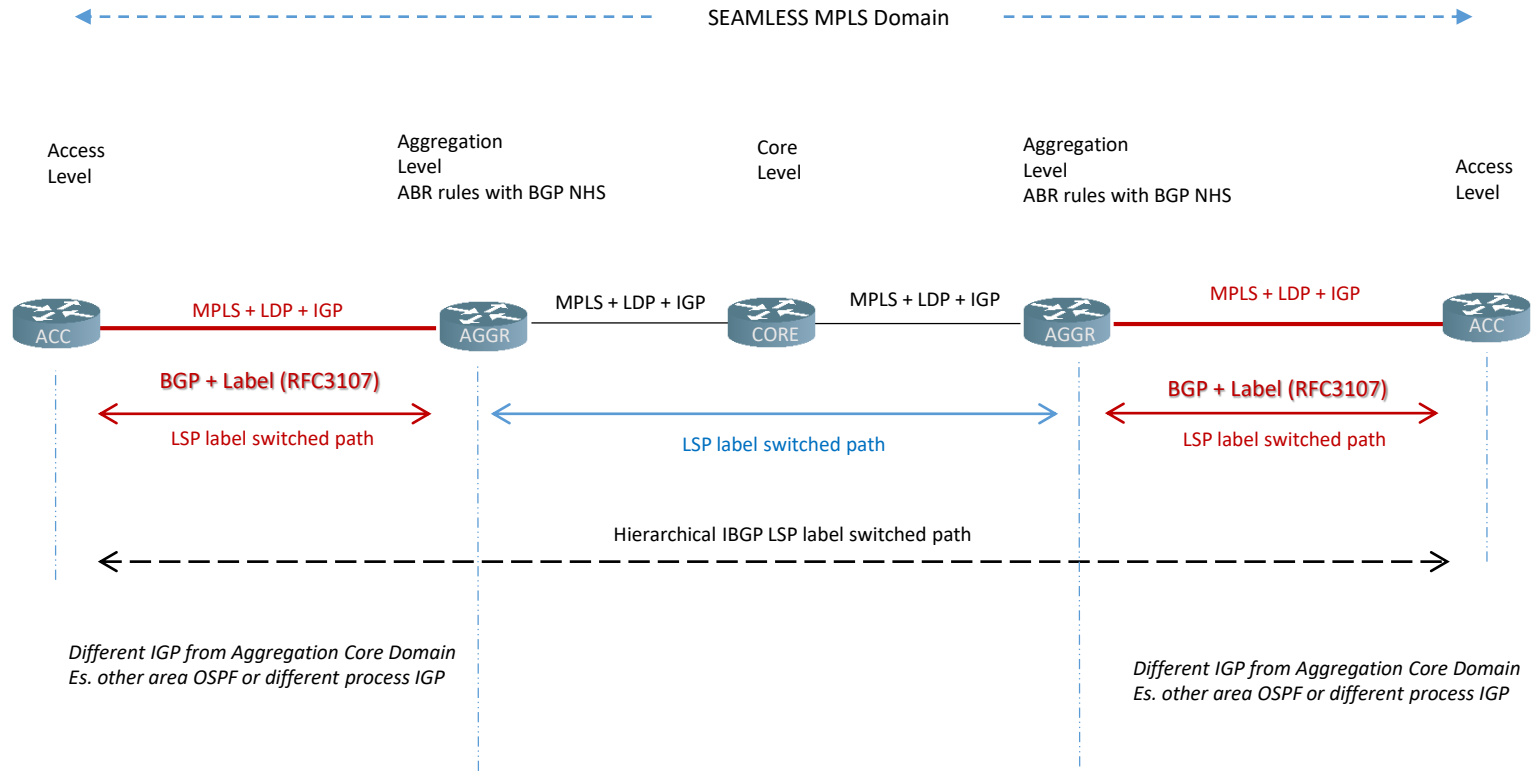 SEAMLESS MPLS Domain
Access
Level
Aggregation
Level
ABR rules with BGP NHS
Core
Level
Aggregation
Level
ABR rules with BGP NHS
Access
Level
MPLS + LDP + IGP
MPLS + LDP + IGP
MPLS + LDP + IGP
MPLS + LDP + IGP
ACC
AGGR
CORE
AGGR
ACC
BGP + Label (RFC3107)
BGP + Label (RFC3107)
LSP label switched path
LSP label switched path
LSP label switched path
Hierarchical IBGP LSP label switched path
Different IGP from Aggregation Core Domain
Es. other area OSPF or different process IGP
Different IGP from Aggregation Core Domain
Es. other area OSPF or different process IGP